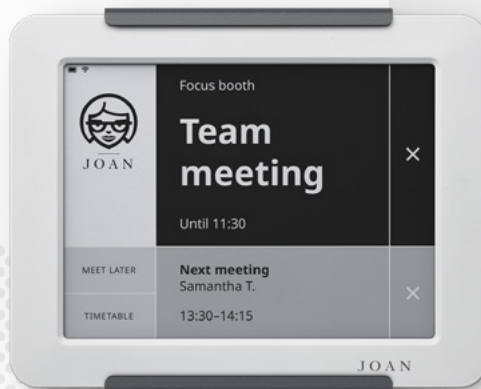 JOAN
Focus booth
Team
meeting
Until 11:30
×
MEET LATER
TIMETABLE
Next meeting
Samantha T.
13:30–14:15
×
JOAN